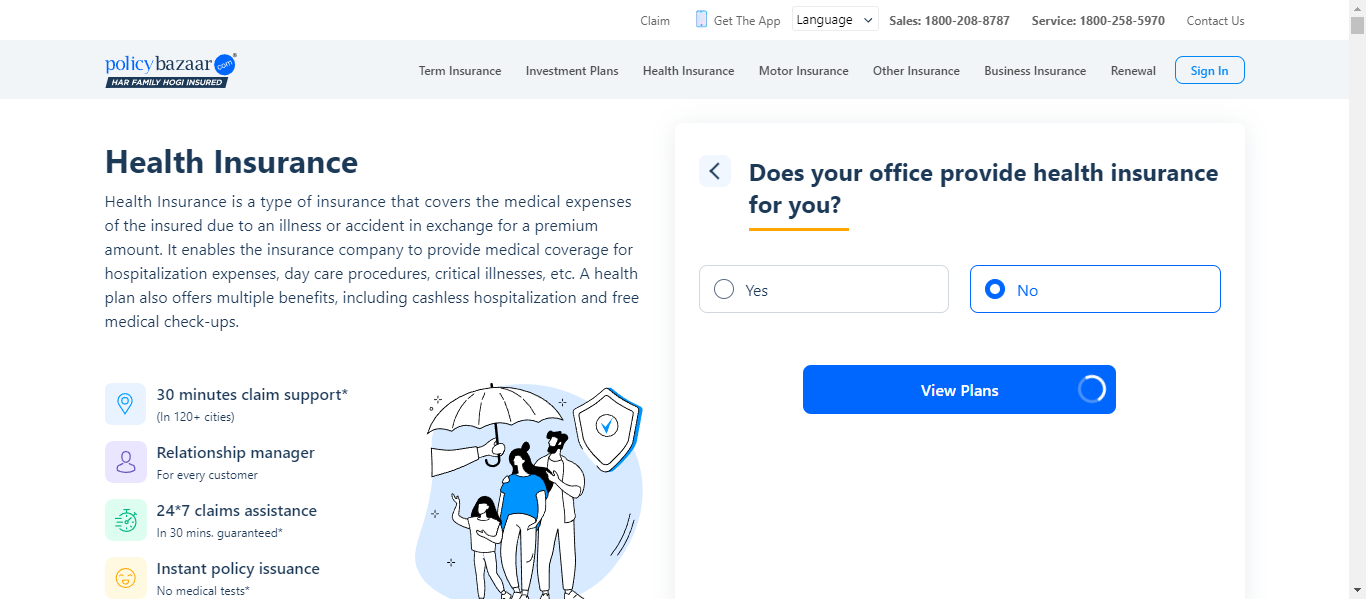 Claim
Get The App
Language
Sales: 1800-208-8787
Service: 1800-258-5970
Contact Us
policybazaar.com
HAR FAMILY HOGI INSURED
Term Insurance
Investment Plans
Health Insurance
Motor Insurance
Other Insurance
Business Insurance
Renewal
Sign In
Health Insurance
Health Insurance is a type of insurance that covers the medical expenses
of the insured due to an illness or accident in exchange for a premium
amount. It enables the insurance company to provide medical coverage for
hospitalization expenses, day care procedures, critical illnesses, etc. A health
plan also offers multiple benefits, including cashless hospitalization and free
medical check-ups.
30 minutes claim support*
(In 120+ cities)
Relationship manager
For every customer
24*7 claims assistance
In 30 mins. guaranteed*
Instant policy issuance
No medical tests*
Does your office provide health insurance
for you?
Yes
No
View Plans